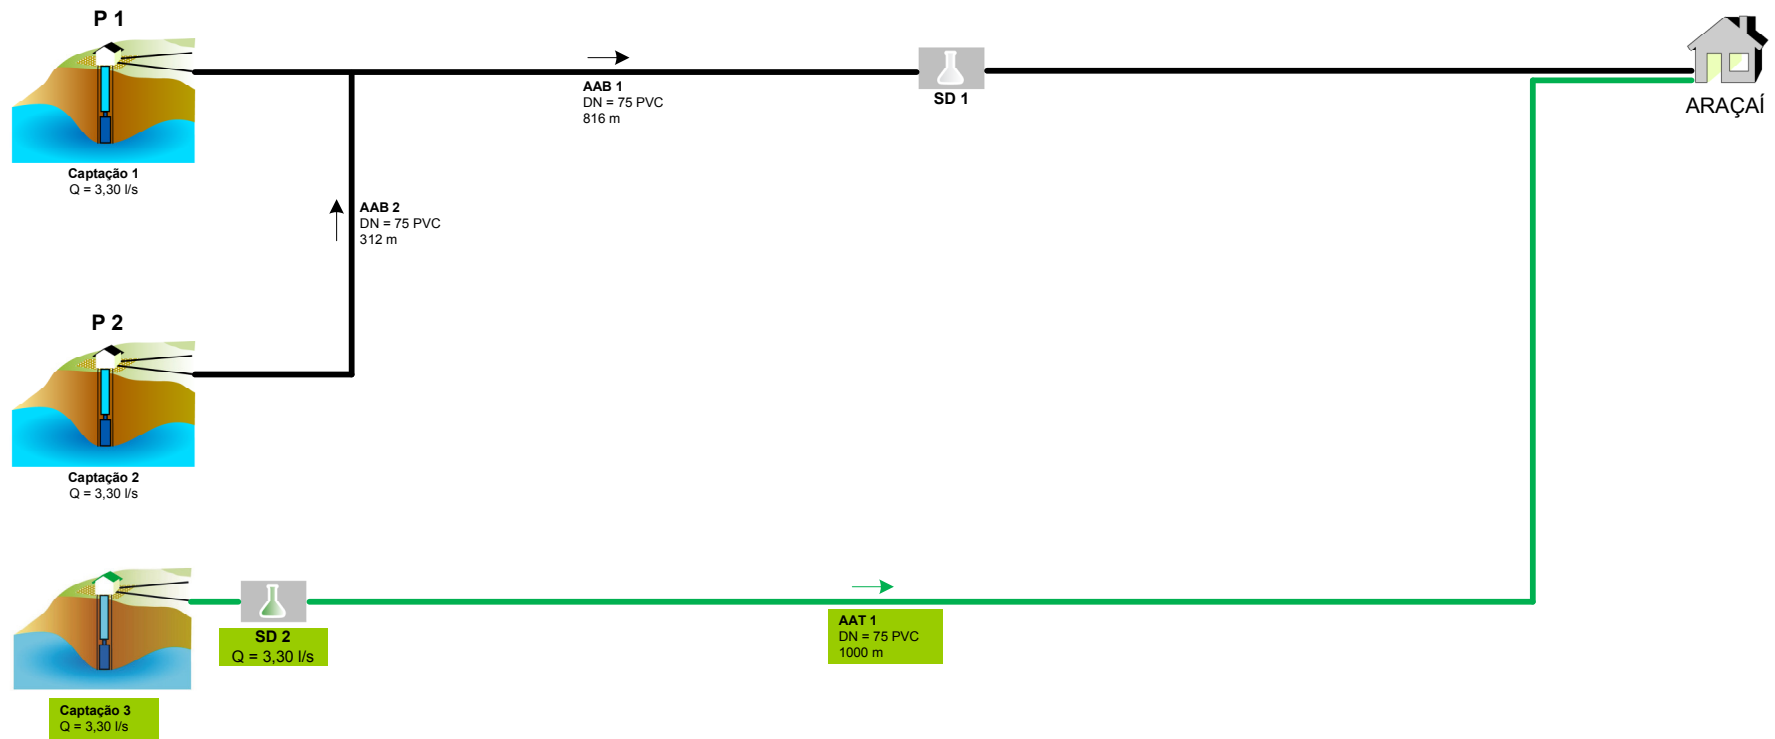 P 1
Captação 1
Q = 3,30 l/s
AAB 1
DN = 75 PVC
816 m
SD 1
ARAÇAÍ
AAB 2
DN = 75 PVC
312 m
P 2
Captação 2
Q = 3,30 l/s
SD 2
Q = 3,30 l/s
AAT 1
DN = 75 PVC
1000 m
Captação 3
Q = 3,30 l/s